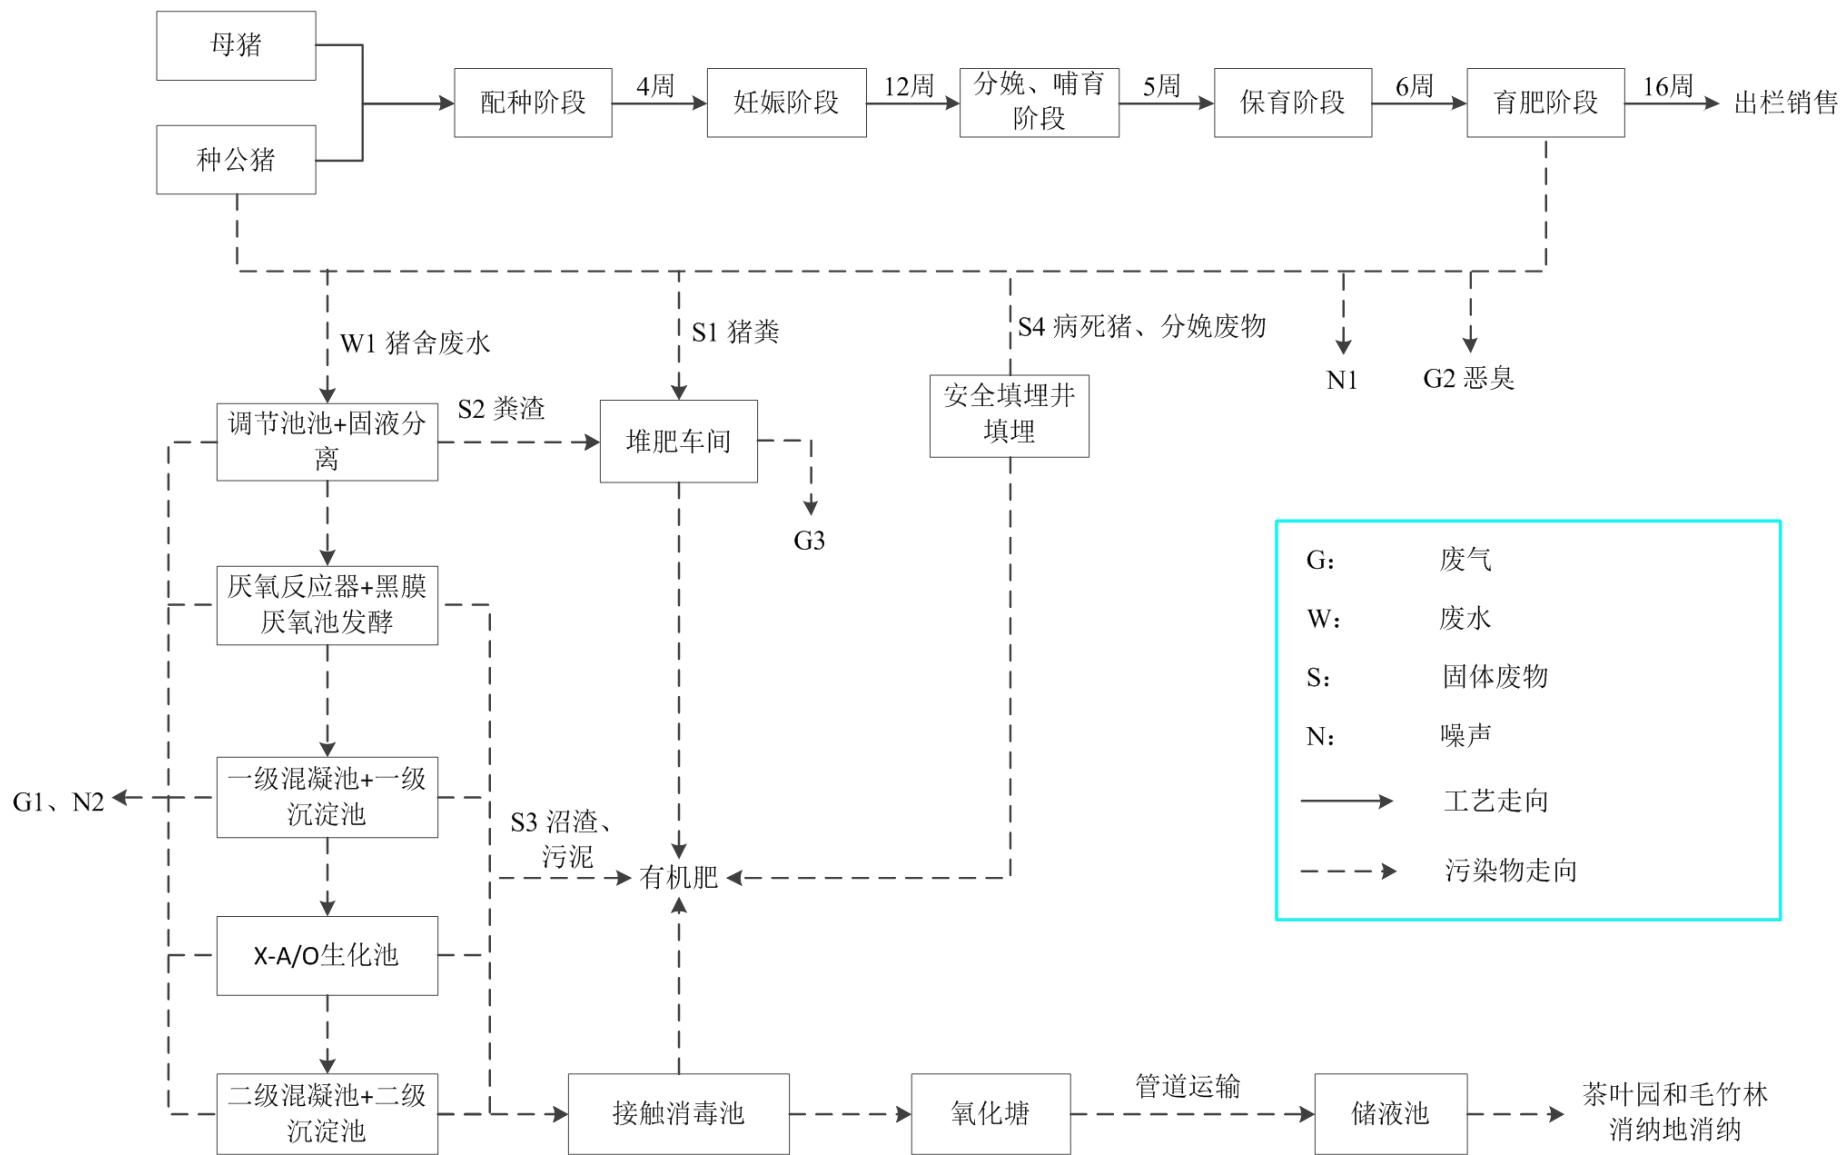 母猪
种公猪
配种阶段
4周
妊娠阶段
12周
分娩、哺育
阶段
5周
保育阶段
6周
育肥阶段
16周
出栏销售
W1 猪舍废水
S1 猪粪
S4 病死猪、分娩废物
N1
G2 恶臭
调节池池+固液分
离
S2 粪渣
堆肥车间
安全填埋井
填埋
G3
厌氧反应器+黑膜
厌氧池发酵
G1、N2
一级混凝池+一级
沉淀池
S3 沼渣、
污泥
有机肥
X-A/O生化池
二级混凝池+二级
沉淀池
接触消毒池
氧化塘
管道运输
储液池
茶叶园和毛竹林
消纳地消纳
G： 废气
W： 废水
S： 固体废物
N： 噪声
工艺走向
污染物走向